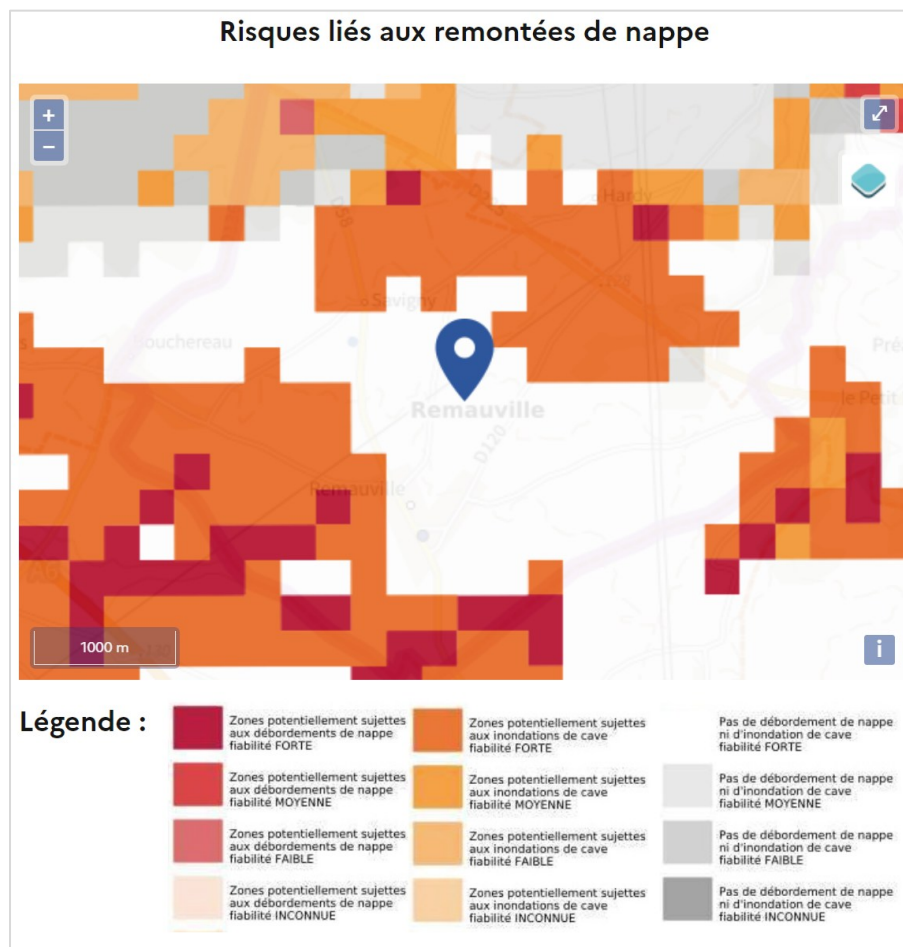 Risques liés aux remontées de nappe
+
−
D58
D225
Hardy
Savigny
Bouchereau
Pré
le Petit
Remauville
D120
Remauville
A6
1000 m
i
Légende :
Zones potentiellement sujettes
aux débordements de nappe
fiabilité FORTE
Zones potentiellement sujettes
aux inondations de cave
fiabilité FORTE
Pas de débordement de nappe
ni d'inondation de cave
fiabilité FORTE
Zones potentiellement sujettes
aux débordements de nappe
fiabilité MOYENNE
Zones potentiellement sujettes
aux inondations de cave
fiabilité MOYENNE
Pas de débordement de nappe
ni d'inondation de cave
fiabilité MOYENNE
Zones potentiellement sujettes
aux débordements de nappe
fiabilité FAIBLE
Zones potentiellement sujettes
aux inondations de cave
fiabilité FAIBLE
Pas de débordement de nappe
ni d'inondation de cave
fiabilité FAIBLE
Zones potentiellement sujettes
aux débordements de nappe
fiabilité INCONNUE
Zones potentiellement sujettes
aux inondations de cave
fiabilité INCONNUE
Pas de débordement de nappe
ni d'inondation de cave
fiabilité INCONNUE